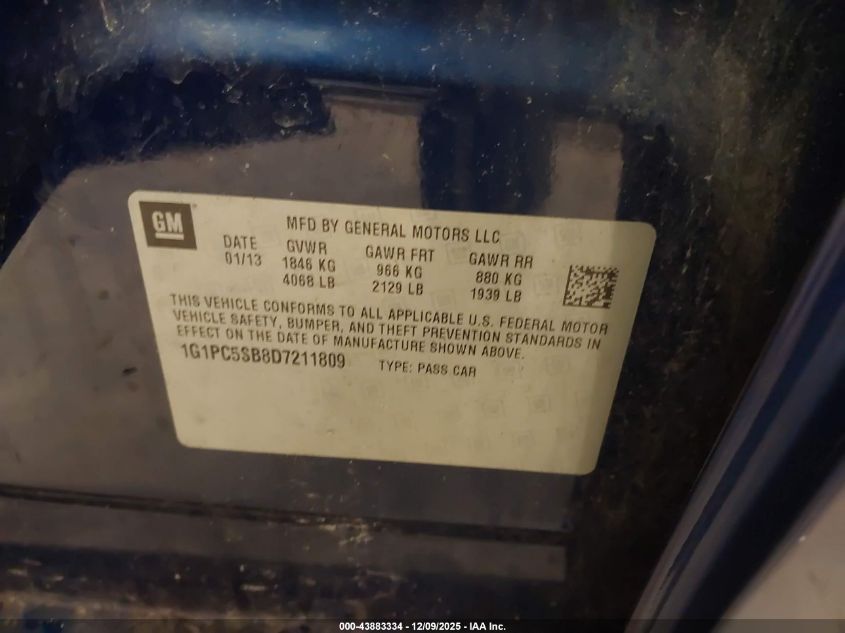 GM
MFD BY GENERAL MOTORS LLC
DATE GVWR GAWR FRT GAWR RR
01/13 1846 KG 966 KG 880 KG
4068 LB 2129 LB 1939 LB
THIS VEHICLE CONFORMS TO ALL APPLICABLE U.S. FEDERAL MOTOR
VEHICLE SAFETY, BUMPER, AND THEFT PREVENTION STANDARDS IN
EFFECT ON THE DATE OF MANUFACTURE SHOWN ABOVE.
1G1PC5SB8D7211809 TYPE: PASS CAR
000-43883334 - 12/09/2025 - IAA Inc.